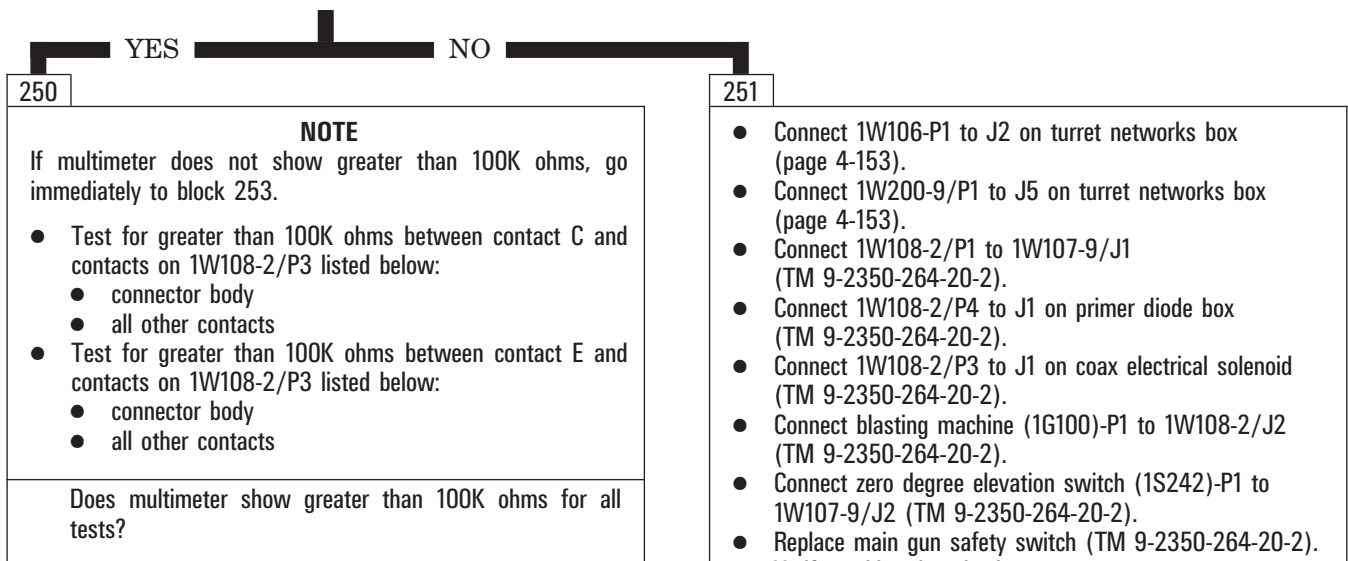 YES
NO
250
NOTE
If multimeter does not show greater than 100K ohms, go
immediately to block 253.
● Test for greater than 100K ohms between contact C and
contacts on 1W108-2/P3 listed below:
● connector body
● all other contacts
● Test for greater than 100K ohms between contact E and
contacts on 1W108-2/P3 listed below:
● connector body
● all other contacts
Does multimeter show greater than 100K ohms for all
tests?
251
● Connect 1W106-P1 to J2 on turret networks box
(page 4-153).
● Connect 1W200-9/P1 to J5 on turret networks box
(page 4-153).
● Connect 1W108-2/P1 to 1W107-9/J1
(TM 9-2350-264-20-2).
● Connect 1W108-2/P4 to J1 on primer diode box
(TM 9-2350-264-20-2).
● Connect 1W108-2/P3 to J1 on coax electrical solenoid
(TM 9-2350-264-20-2).
● Connect blasting machine (1G100)-P1 to 1W108-2/J2
(TM 9-2350-264-20-2).
● Connect zero degree elevation switch (1S242)-P1 to
1W107-9/J2 (TM 9-2350-264-20-2).
● Replace main gun safety switch (TM 9-2350-264-20-2).